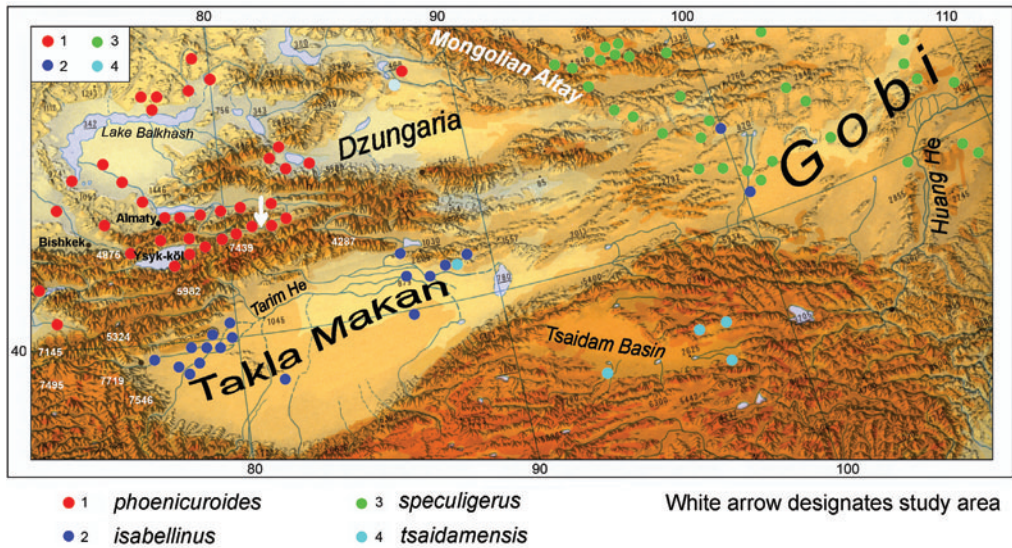 80 90 100 110
1 3
2 4
Mongolian Altay
Lake Balkhash
Dzungaria
Gobi
Huang He
Almaty
Bishkek
Ysyk-köl
7439
4287
4976
5982
Tarim He
1045
5324
Takla Makan
Tsaidam Basin
40
7145
7495
7719
7546
80 90 100
1 phoenicuroides 3 speculigerus White arrow designates study area
2 isabellinus 4 tsaidamensis